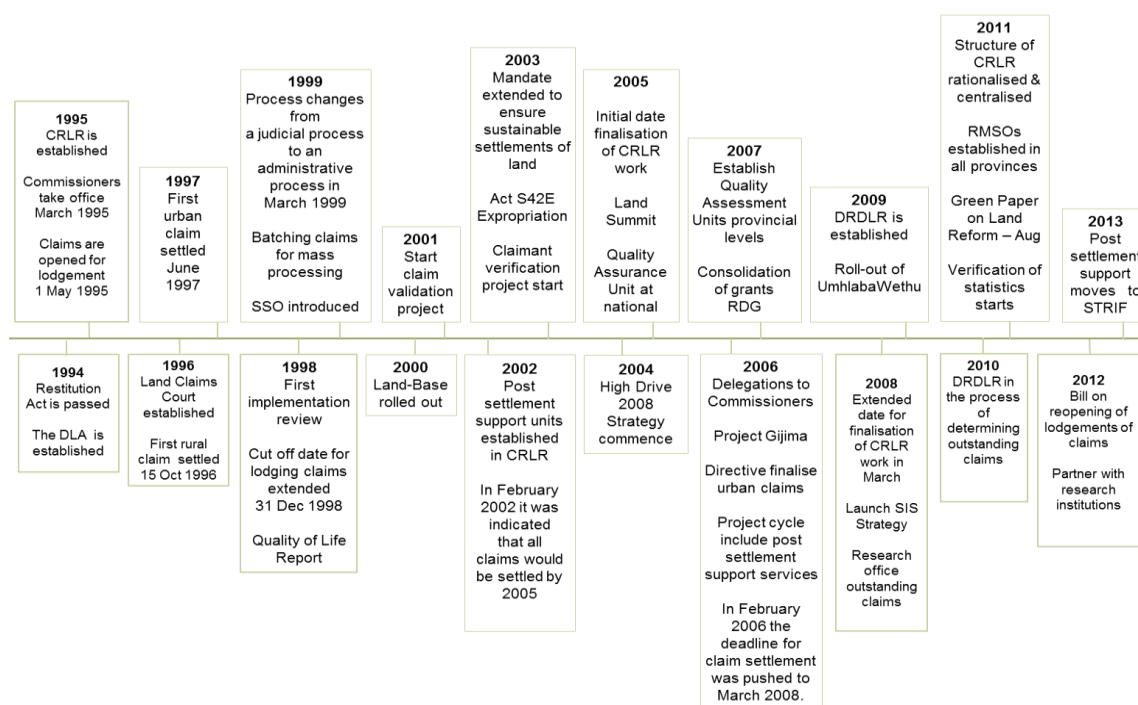 1995
CRLR is
established
Commissioners
take office
March 1995
Claims are
opened for
lodgement
1 May 1995
1997
First
urban
claim
settled
June
1997
1999
Process changes
from
a judicial process
to an
administrative
process in
March 1999
Batching claims
for mass
processing
SSO introduced
2001
Start
claim
validation
project
2003
Mandate
extended to
ensure
sustainable
settlements of
land
Act S42E
Expropriation
Claimant
verification
project start
2005
Initial date
finalisation
of CRLR
work
Land
Summit
Quality
Assurance
Unit at
national
2007
Establish
Quality
Assessment
Units provincial
levels
Consolidation
of grants
RDG
2009
DRDLR is
established
Roll-out of
UmhlabaWethu
2011
Structure of
CRLR
rationalised &
centralised
RMSOs
established in
all provinces
Green Paper
on Land
Reform – Aug
Verification of
statistics
starts
2013
Post
settlement
support
moves to
STRIF
1994
Restitution
Act is passed
The DLA is
established
1996
Land Claims
Court
established
First rural
claim settled
15 Oct 1996
1998
First
implementation
review
Cut off date for
lodging claims
extended
31 Dec 1998
Quality of Life
Report
2000
Land-Base
rolled out
2002
Post
settlement
support units
established
in CRLR
In February
2002 it was
indicated
that all
claims would
be settled by
2005
2004
High Drive
2008
Strategy
commence
2006
Delegations to
Commissioners
Project Gijima
Directive finalise
urban claims
Project cycle
include post
settlement
support services
In February
2006 the
deadline for
claim settlement
was pushed to
March 2008.
2008
Extended
date for
finalisation
of CRLR
work in
March
Launch SIS
Strategy
Research
office
outstanding
claims
2010
DRDLR in
the process
of
determining
outstanding
claims
2012
Bill on
reopening of
lodgements of
claims
Partner with
research
institutions